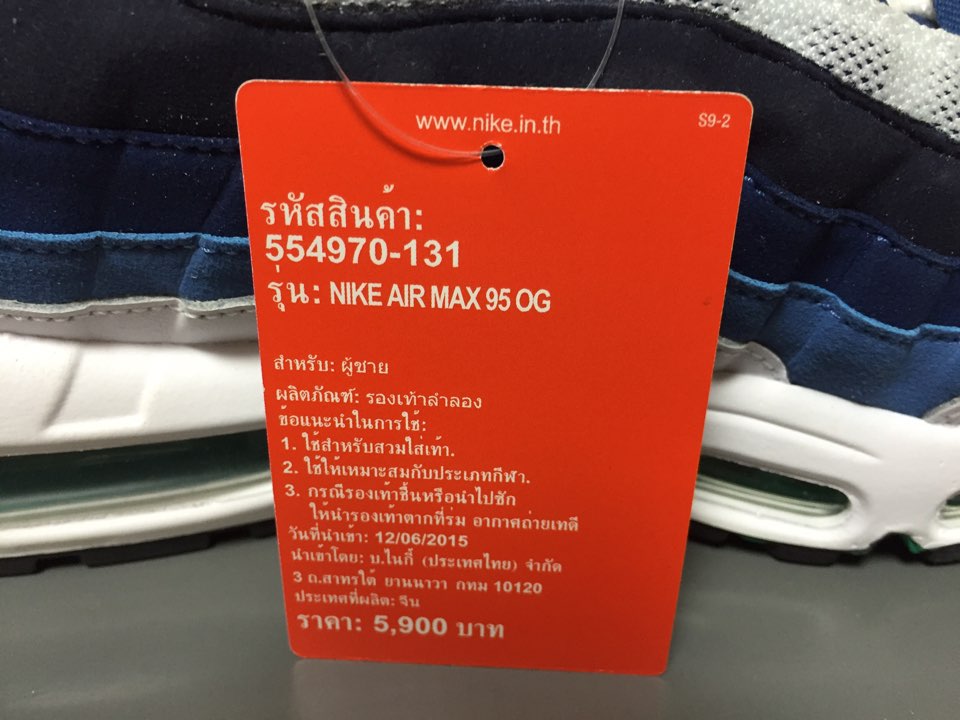 www.nike.in.th
S9-2
รหัสสินค้า:
554970-131
รุ่น: NIKE AIR MAX 95 OG
สำหรับ: ผู้ชาย
ผลิตภัณฑ์: รองเท้าลำลอง
ข้อแนะนำในการใช้:
1. ใช้สำหรับสวมใส่เท้า.
2. ใช้ให้เหมาะสมกับประเภทกีฬา.
3. กรณีรองเท้าชื้นหรือนำไปซัก
ให้นำรองเท้าตากที่ร่ม อากาศถ่ายเทดี
วันที่นำเข้า: 12/06/2015
นำเข้าโดย: บ.ไนกี้ (ประเทศไทย) จำกัด
3 ถ.สาทรใต้ ยานนาวา กทม 10120
ประเทศที่ผลิต: จีน
ราคา: 5,900 บาท